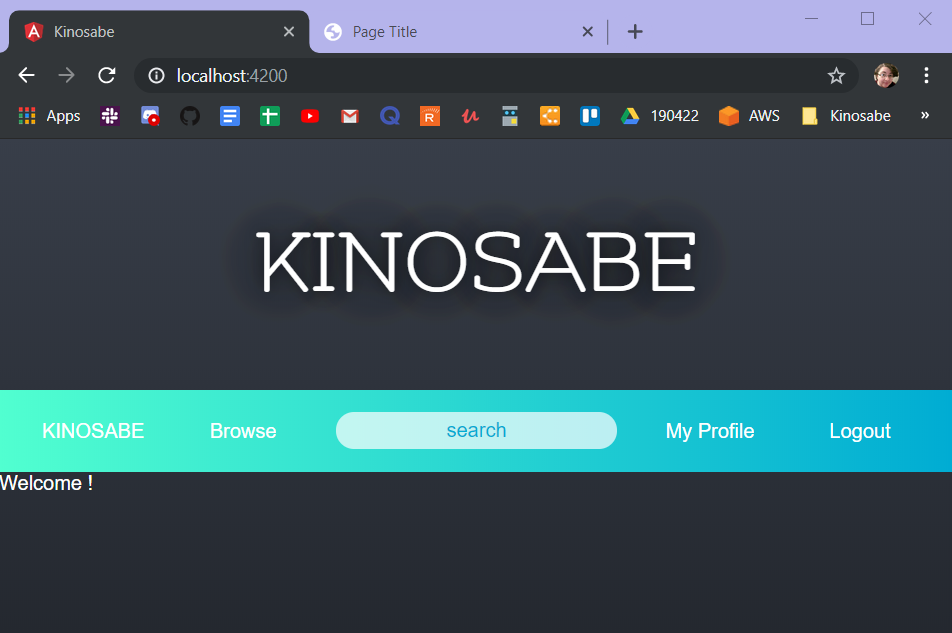 Kinosabe
Page Title
localhost:4200
Apps
R
190422
AWS
Kinosabe
»
KINOSABE
KINOSABE Browse search My Profile Logout
Welcome !